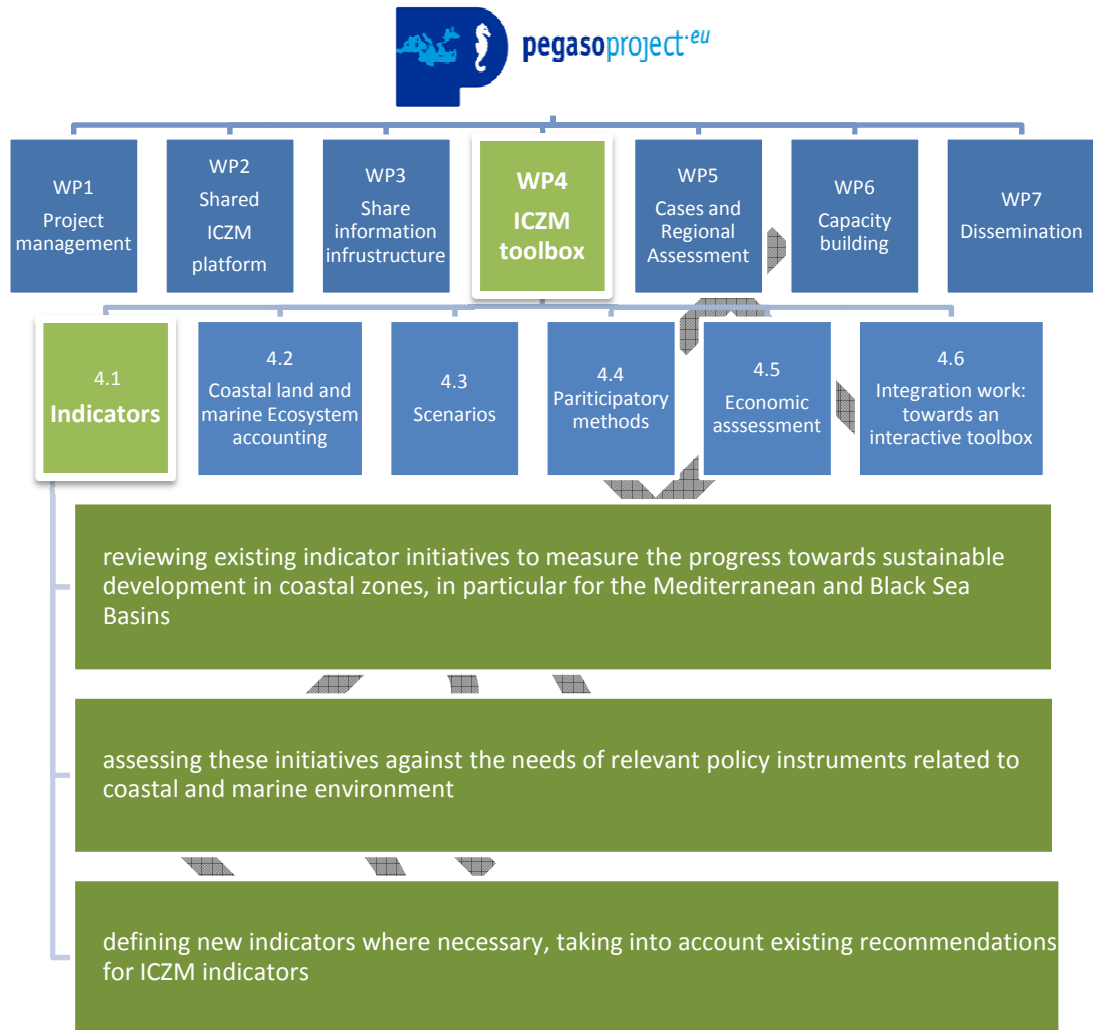 pegasoproject.eu
WP1
Project
management
WP2
Shared
ICZM
platform
WP3
Share
information
infrustructure
WP4
ICZM
toolbox
WP5
Cases and
Regional
Assessment
WP6
Capacity
building
WP7
Dissemination
4.1
Indicators
4.2
Coastal land and
marine Ecosystem
accounting
4.3
Scenarios
4.4
Pariticipatory
methods
4.5
Economic
asssessment
4.6
Integration work:
towards an
interactive toolbox
reviewing existing indicator initiatives to measure the progress towards sustainable
development in coastal zones, in particular for the Mediterranean and Black Sea
Basins
assessing these initiatives against the needs of relevant policy instruments related to
coastal and marine environment
defining new indicators where necessary, taking into account existing recommendations
for ICZM indicators